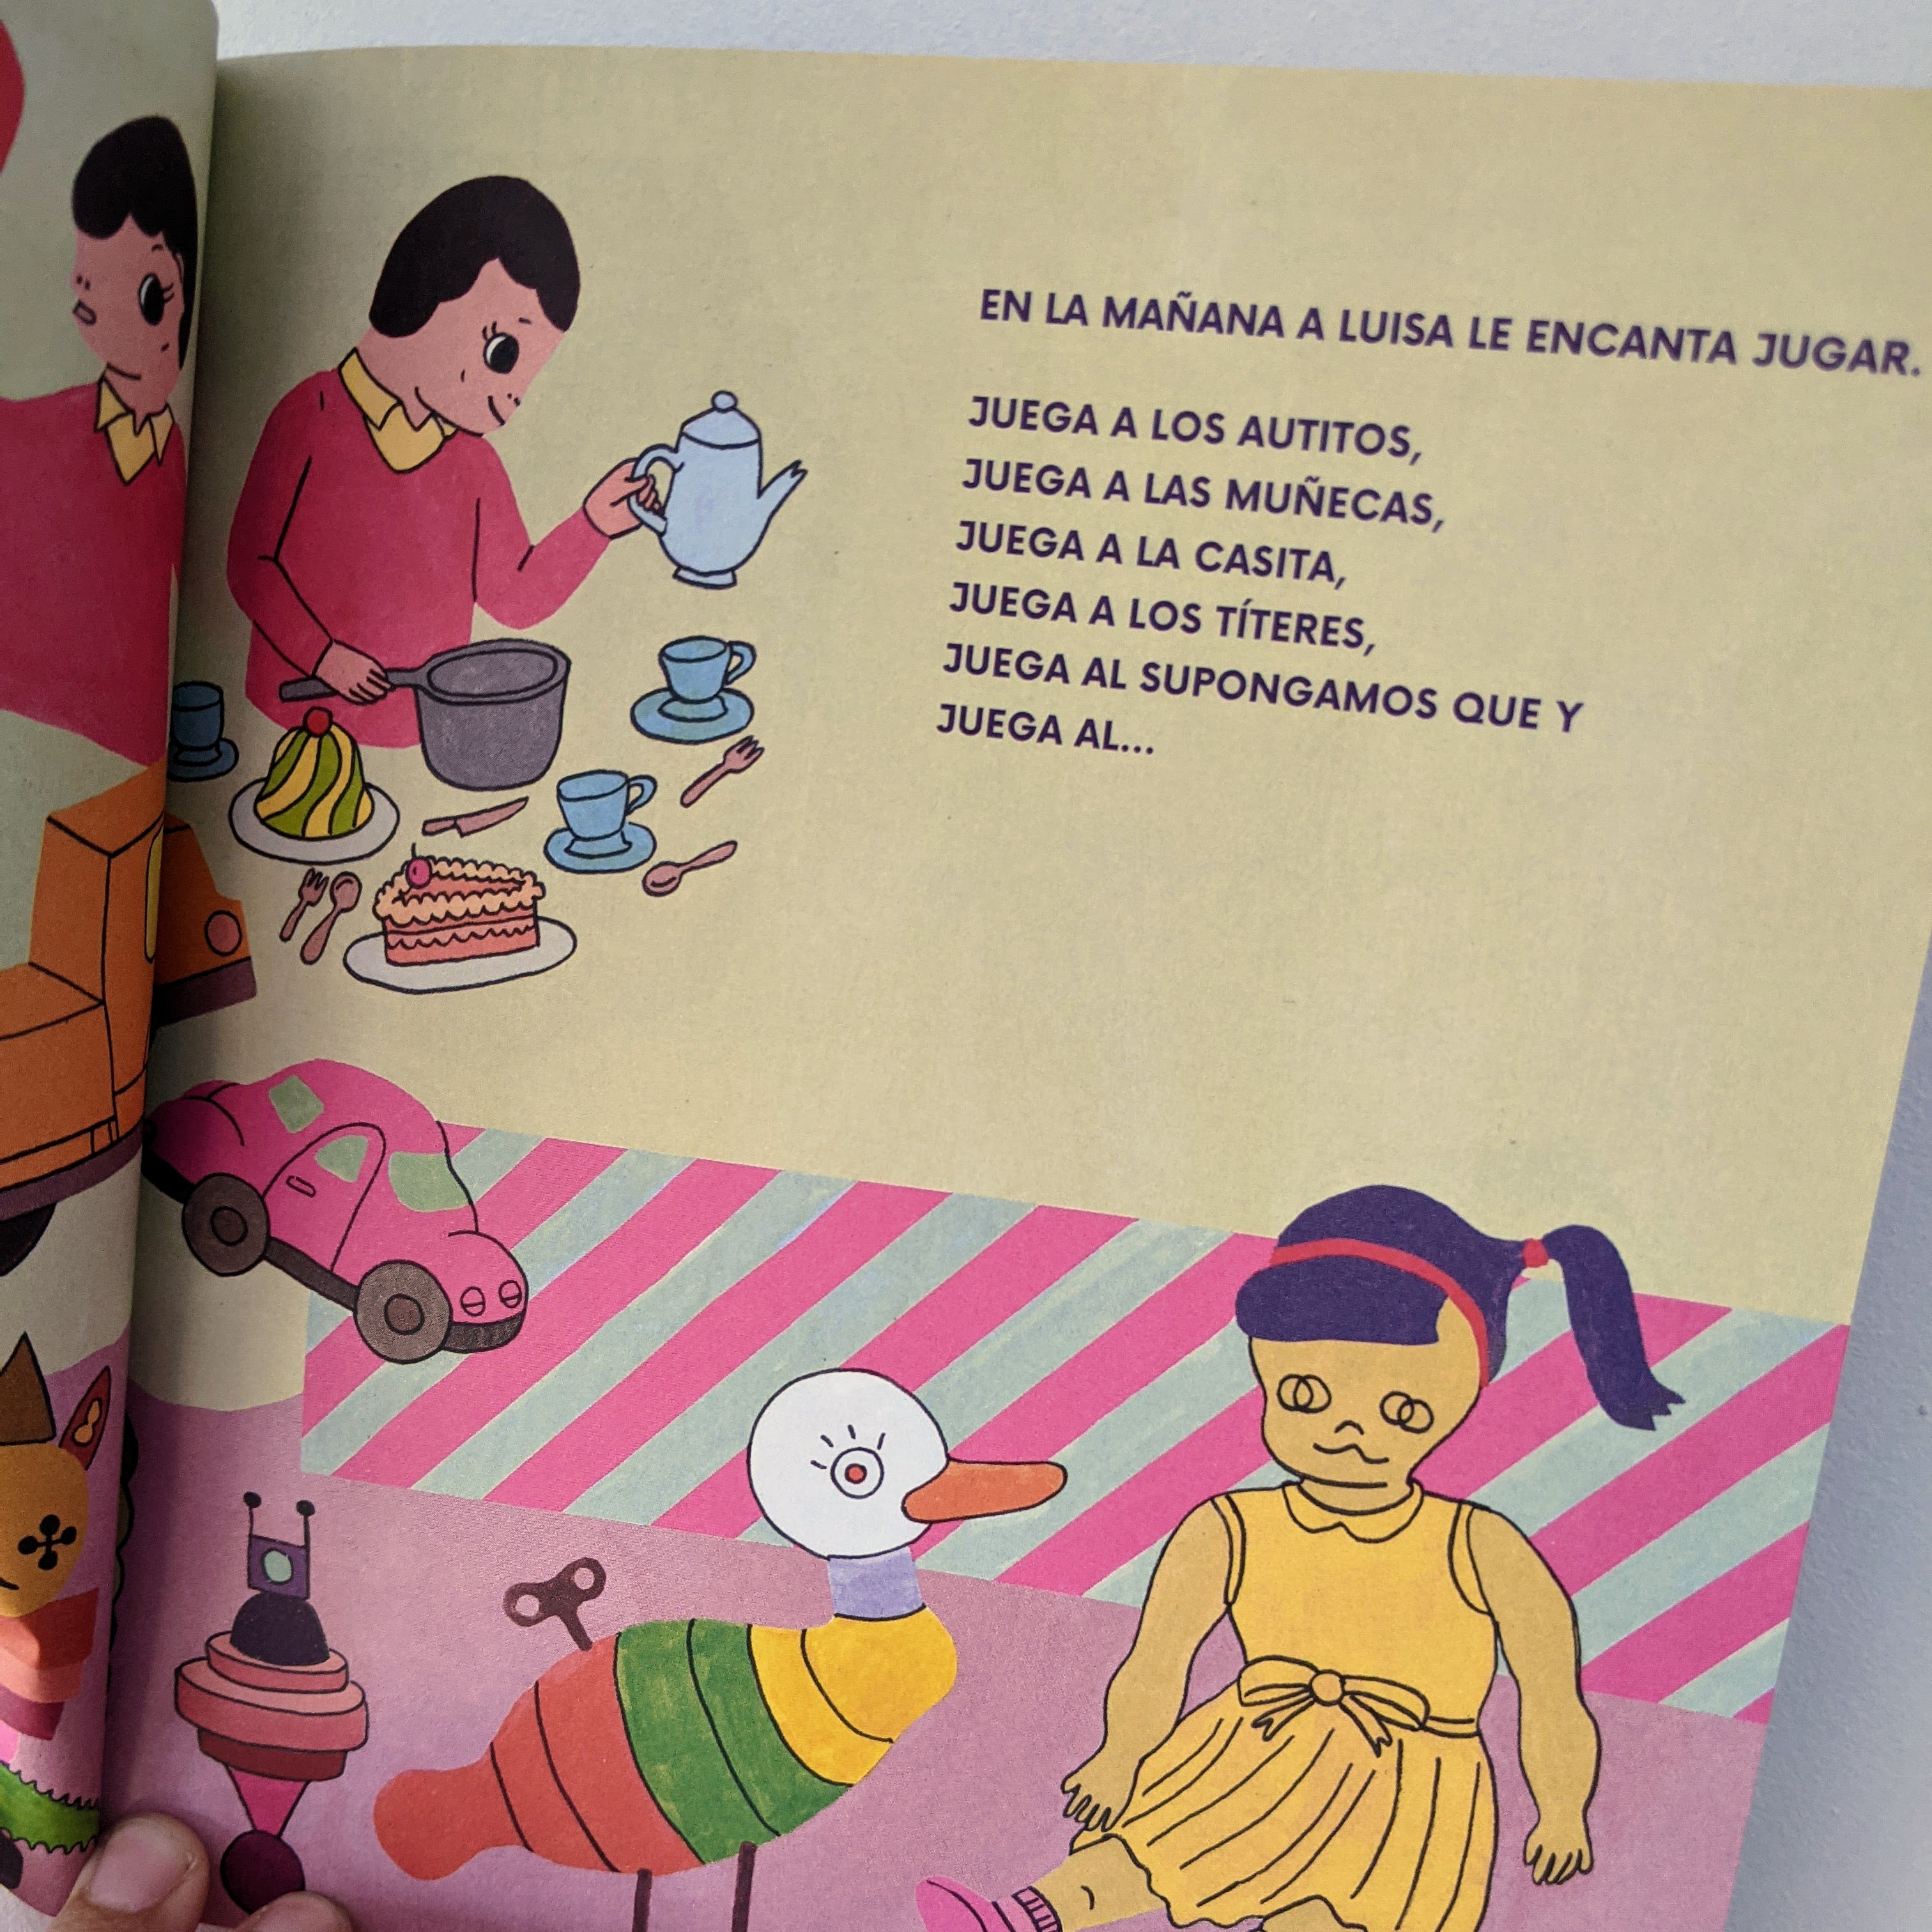 EN LA MAÑANA A LUISA LE ENCANTA JUGAR.
JUEGA A LOS AUTITOS,
JUEGA A LAS MUÑECAS,
JUEGA A LA CASITA,
JUEGA A LOS TÍTERES,
JUEGA AL SUPONGAMOS QUE Y
JUEGA AL...